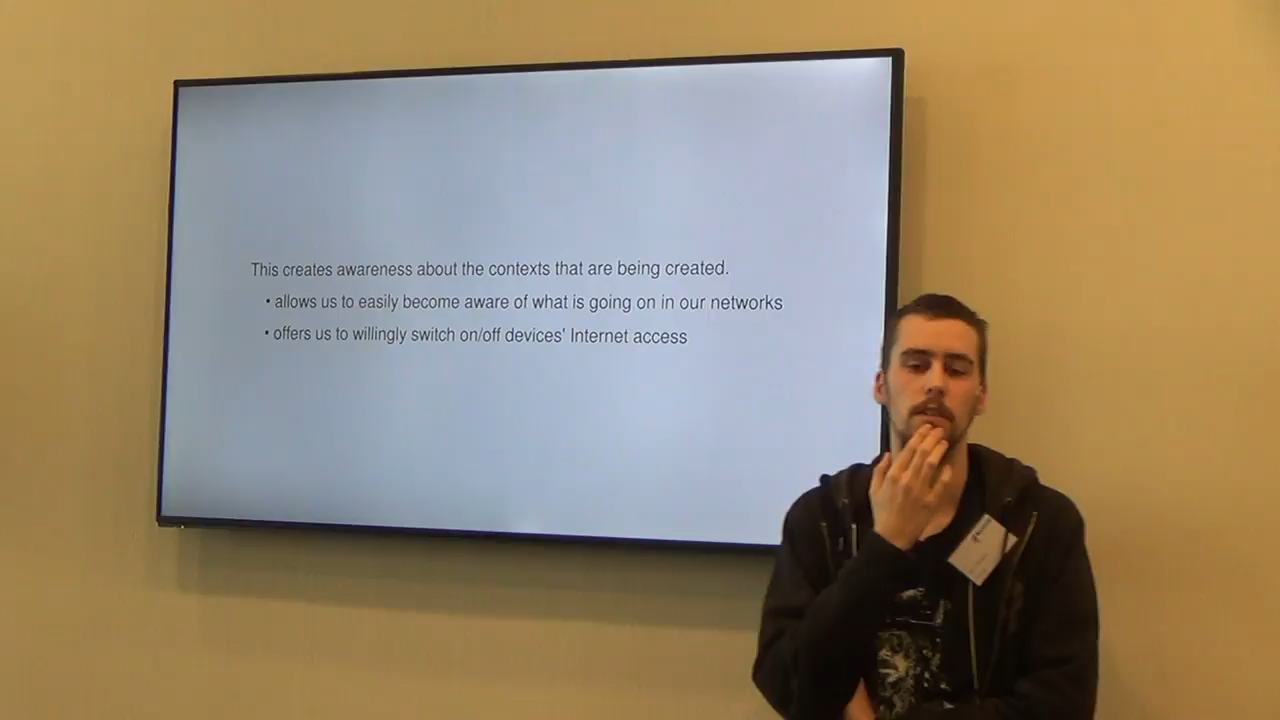 This creates awareness about the contexts that are being created.
• allows us to easily become aware of what is going on in our networks
• offers us to willingly switch on/off devices' Internet access